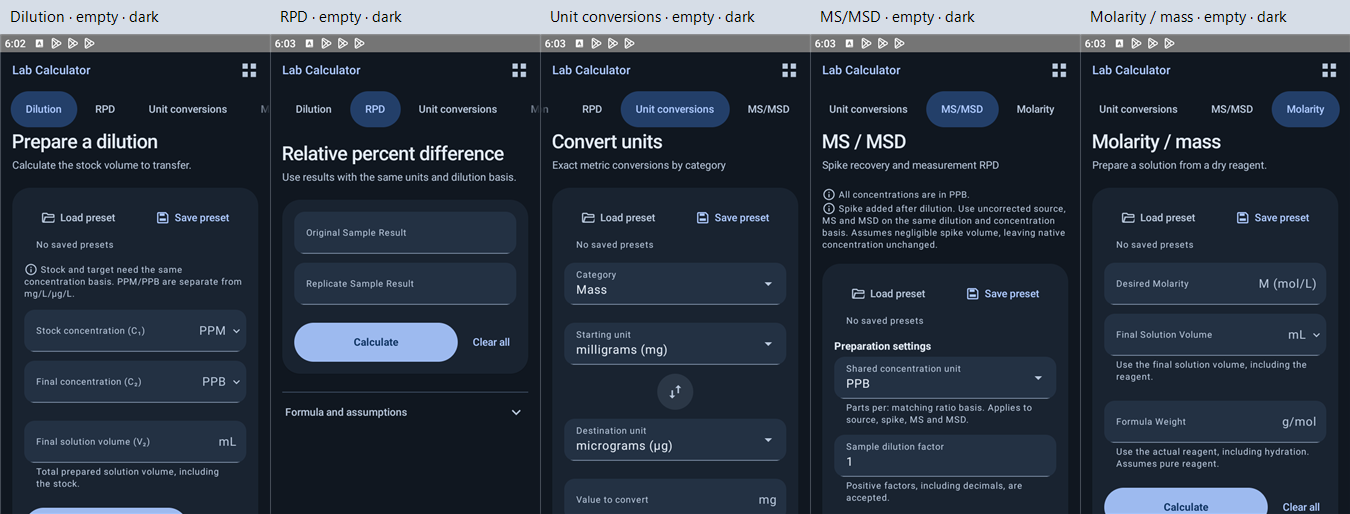 Dilution · empty · dark
6:02
Lab Calculator
Dilution RPD Unit conversions M
Prepare a dilution
Calculate the stock volume to transfer.
Load preset Save preset
No saved presets
Stock and target need the same
concentration basis. PPM/PPB are separate from
mg/L/µg/L.
Stock concentration (C₁) PPM
Final concentration (C₂) PPB
Final solution volume (V₂) mL
Total prepared solution volume, including
the stock.
RPD · empty · dark
6:03
Lab Calculator
Dilution RPD Unit conversions
Relative percent difference
Use results with the same units and dilution basis.
Original Sample Result
Replicate Sample Result
Calculate Clear all
Formula and assumptions
Unit conversions · empty · dark
6:03
Lab Calculator
n RPD Unit conversions MS/MSD
Convert units
Exact metric conversions by category
Load preset Save preset
No saved presets
Category
Mass
Starting unit
milligrams (mg)
Destination unit
micrograms (µg)
Value to convert mg
MS/MSD · empty · dark
6:03
Lab Calculator
Unit conversions MS/MSD Molarity
MS / MSD
Spike recovery and measurement RPD
All concentrations are in PPB.
Spike added after dilution. Use uncorrected source,
MS and MSD on the same dilution and concentration
basis. Assumes negligible spike volume, leaving native
concentration unchanged.
Load preset Save preset
No saved presets
Preparation settings
Shared concentration unit
PPB
Parts per: matching ratio basis. Applies to
source, spike, MS and MSD.
Sample dilution factor
1
Positive factors, including decimals, are
accepted.
Molarity / mass · empty · dark
6:03
Lab Calculator
Unit conversions MS/MSD Molarity
Molarity / mass
Prepare a solution from a dry reagent.
Load preset Save preset
No saved presets
Desired Molarity M (mol/L)
Final Solution Volume mL
Use the final solution volume, including the
reagent.
Formula Weight g/mol
Use the actual reagent, including hydration.
Assumes pure reagent.
Calculate Clear all